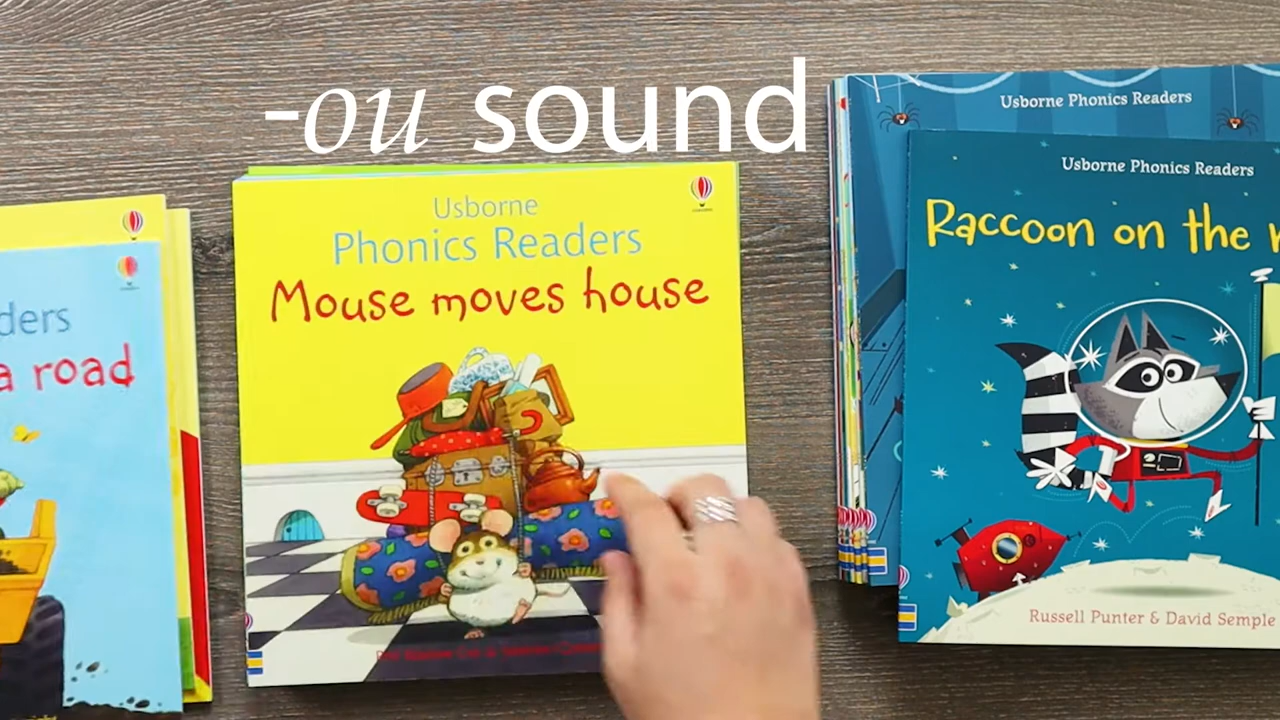 -ou sound
Usborne
Phonics Readers
Mouse moves house
a road
Usborne Phonics Readers
Usborne Phonics Readers
Raccoon on the
Russell Punter & David Semple